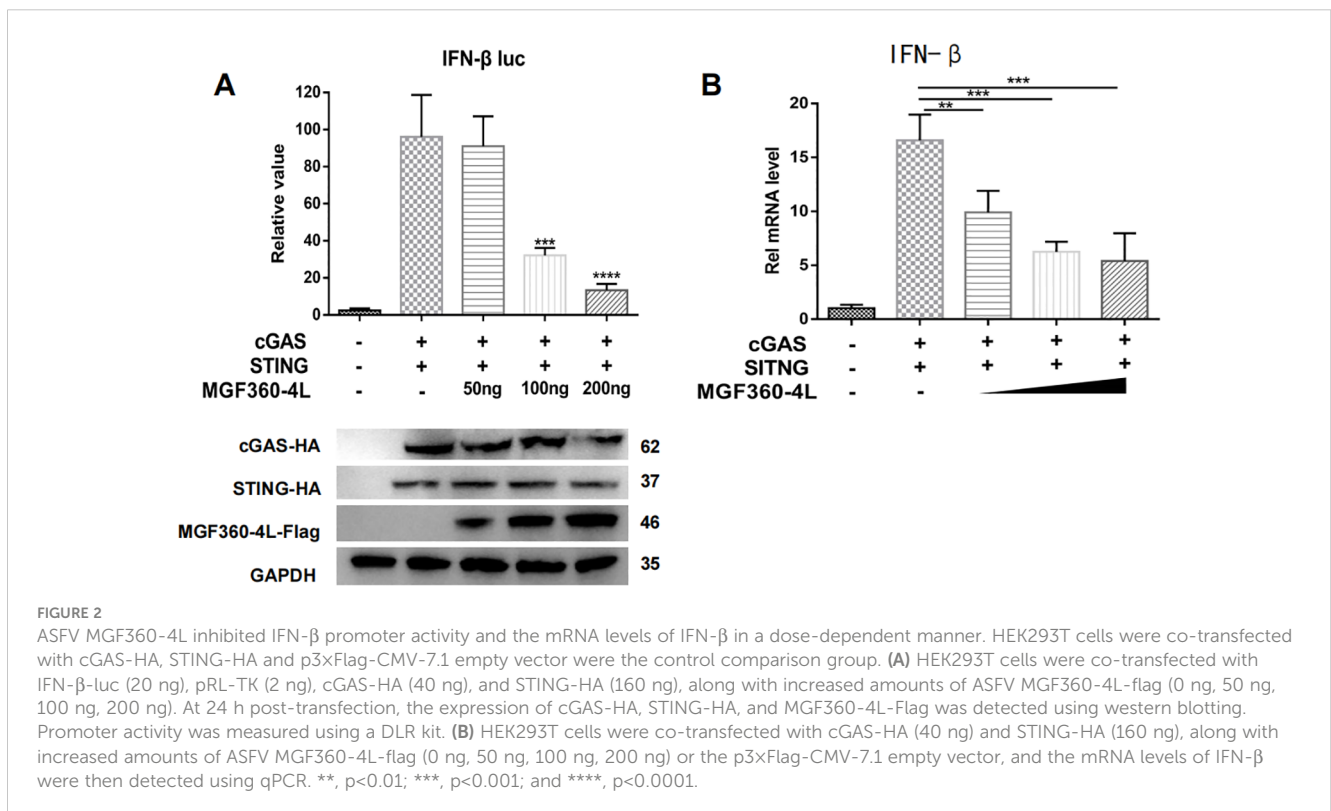 A
IFN-β luc
Relative value
120
100
80
60
40
20
0
***
****
cGAS - + + + +
STING - + + + +
MGF360-4L - - 50ng 100ng 200ng
cGAS-HA 62
STING-HA 37
MGF360-4L-Flag 46
GAPDH 35
B
IFN-β
Rel mRNA level
20
15
10
5
0
***
***
**
cGAS - + + + +
SITNG - + + + +
MGF360-4L - -
FIGURE 2
ASFV MGF360-4L inhibited IFN-β promoter activity and the mRNA levels of IFN-β in a dose-dependent manner. HEK293T cells were co-transfected
with cGAS-HA, STING-HA and p3×Flag-CMV-7.1 empty vector were the control comparison group. (A) HEK293T cells were co-transfected with
IFN-β-luc (20 ng), pRL-TK (2 ng), cGAS-HA (40 ng), and STING-HA (160 ng), along with increased amounts of ASFV MGF360-4L-flag (0 ng, 50 ng,
100 ng, 200 ng). At 24 h post-transfection, the expression of cGAS-HA, STING-HA, and MGF360-4L-Flag was detected using western blotting.
Promoter activity was measured using a DLR kit. (B) HEK293T cells were co-transfected with cGAS-HA (40 ng) and STING-HA (160 ng), along with
increased amounts of ASFV MGF360-4L-flag (0 ng, 50 ng, 100 ng, 200 ng) or the p3×Flag-CMV-7.1 empty vector, and the mRNA levels of IFN-β
were then detected using qPCR. **, p<0.01; ***, p<0.001; and ****, p<0.0001.